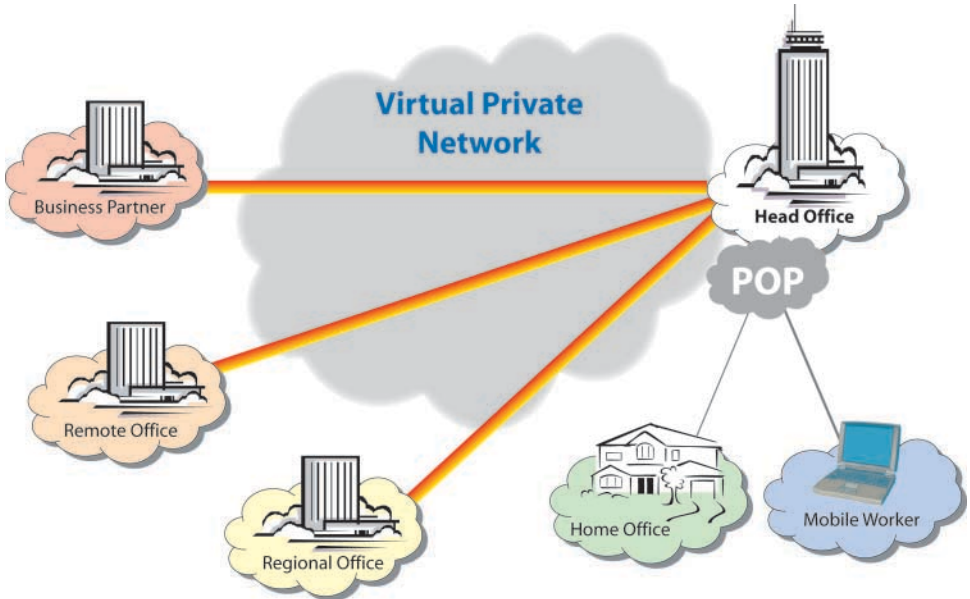 Virtual Private
Network
Business Partner
Head Office
POP
Remote Office
Regional Office
Home Office
Mobile Worker